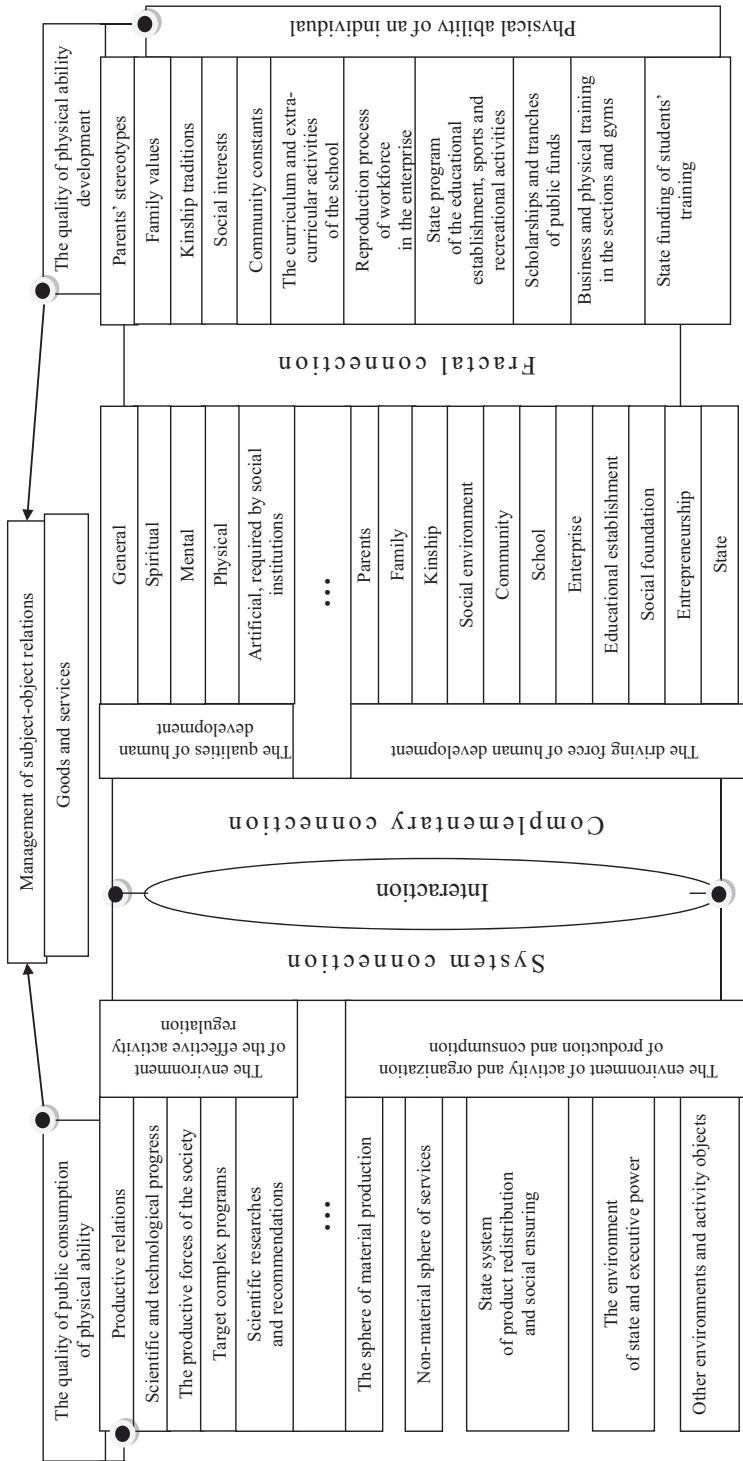 Management of subject-object relations
Goods and services
The quality of public consumption
of physical ability
Productive relations
Scientific and technological progress
The productive forces of the society
Target complex programs
Scientific researches
and recommendations
...
The sphere of material production
Non-material sphere of services
State system
of product redistribution
and social ensuring
The environment
of state and executive power
Other environments and activity objects
The environment
of the effective activity
regulation
The environment of activity and organization
of production and consumption
System connection
Interaction
Complementary connection
The qualities of human
development
The driving force of human development
General
Spiritual
Mental
Physical
Artificial, required by social
institutions
...
Parents
Family
Kinship
Social environment
Community
School
Enterprise
Educational establishment
Social foundation
Entrepreneurship
State
Fractal connection
The quality of physical ability
development
Parents’ stereotypes
Family values
Kinship traditions
Social interests
Community constants
The curriculum and extra-
curricular activities
of the school
Reproduction process
of workforce
in the enterprise
State program
of the educational
establishment, sports and
recreational activities
Scholarships and tranches
of public funds
Business and physical training
in the sections and gyms
State funding of students’
training
Physical ability of an individual